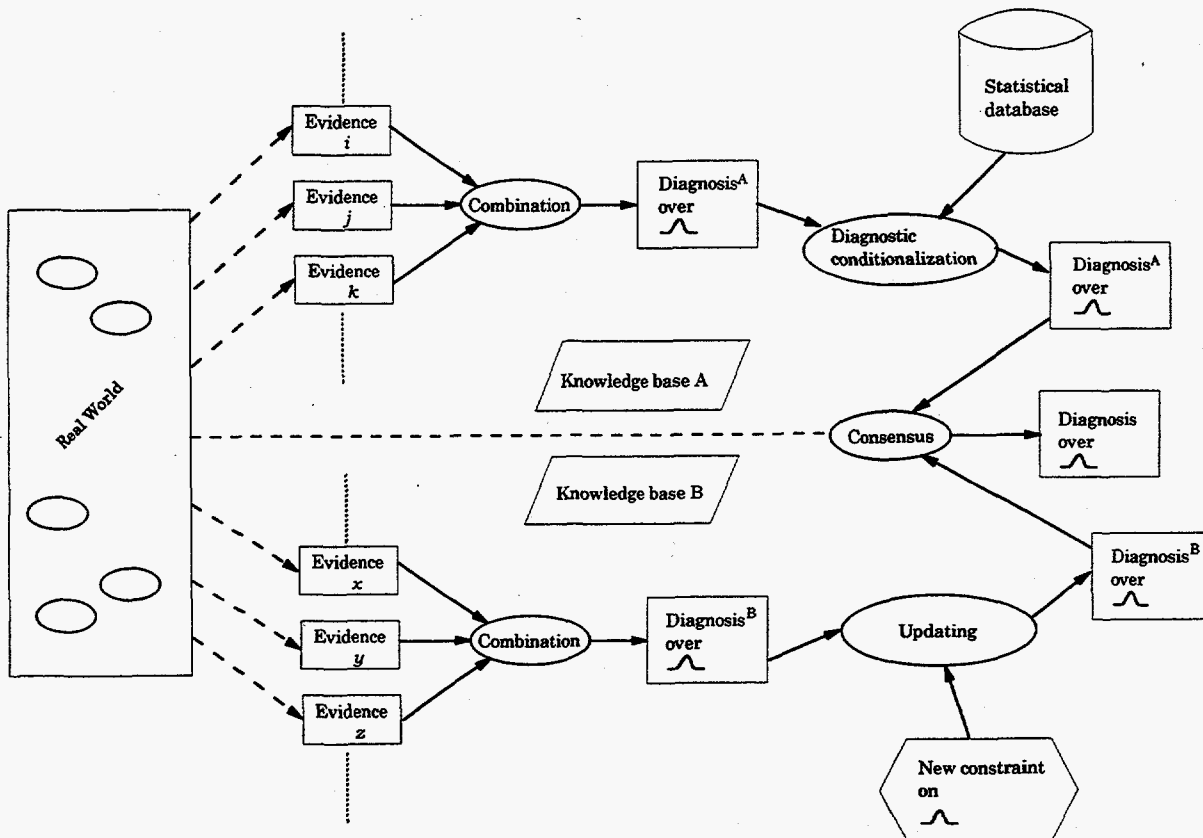 Statistical
database
Evidence
i
Evidence
j
Evidence
k
Combination
Diagnosis^A
over
Diagnostic
conditionalization
Diagnosis^A
over
Knowledge base A
Real World
Consensus
Diagnosis
over
Knowledge base B
Evidence
x
Evidence
y
Evidence
z
Combination
Diagnosis^B
over
Updating
Diagnosis^B
over
New constraint
on